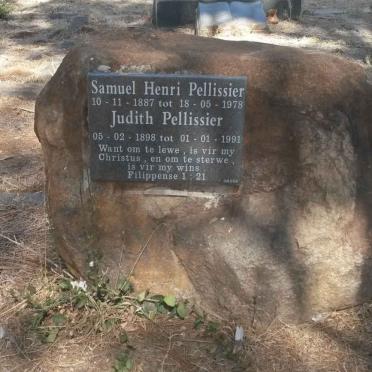 Samuel Henri Pellissier
10 - 11 - 1887 tot 18 - 05 - 1978
Judith Pellissier
05 - 02 - 1898 tot 01 - 01 - 1991
Want om te lewe , is vir my
Christus , en om te sterwe ,
is vir my wins .
Filippense 1 : 21